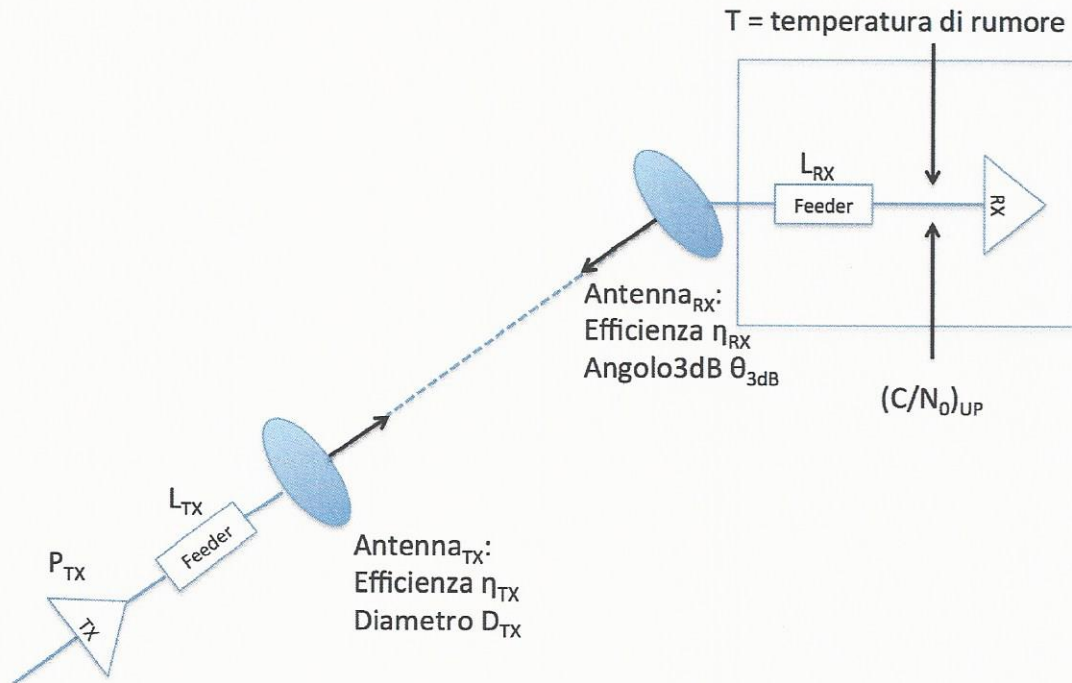 T = temperatura di rumore
L_RX
Feeder
RX
Antenna_RX:
Efficienza η_RX
Angolo3dB θ_3dB
(C/N_0)_UP
L_TX
Feeder
Antenna_TX:
Efficienza η_TX
Diametro D_TX
P_TX
TX